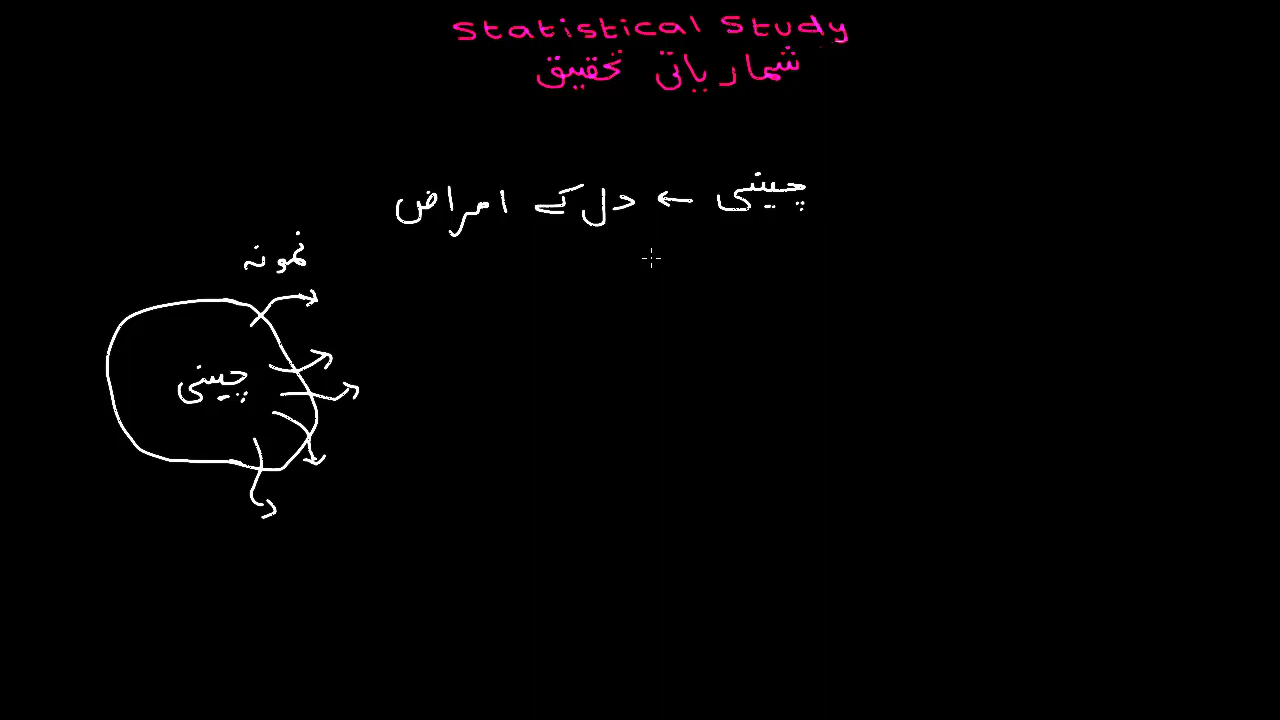 Statistical Study
شماریاتی تحقیق
چینی ← دل کے امراض
نمونہ
چینی